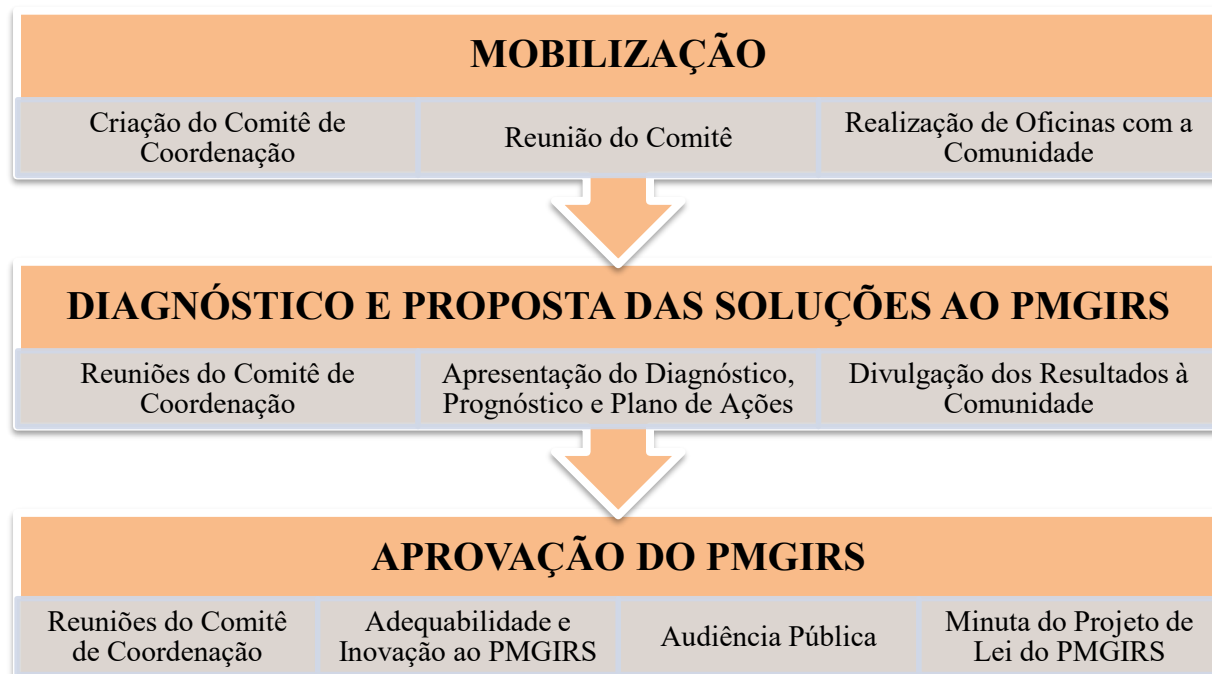 MOBILIZAÇÃO
Criação do Comitê de
Coordenação
Reunião do Comitê
Realização de Oficinas com a
Comunidade
DIAGNÓSTICO E PROPOSTA DAS SOLUÇÕES AO PMGIRS
Reuniões do Comitê de
Coordenação
Apresentação do Diagnóstico,
Prognóstico e Plano de Ações
Divulgação dos Resultados à
Comunidade
APROVAÇÃO DO PMGIRS
Reuniões do Comitê
de Coordenação
Adequabilidade e
Inovação ao PMGIRS
Audiência Pública
Minuta do Projeto de
Lei do PMGIRS